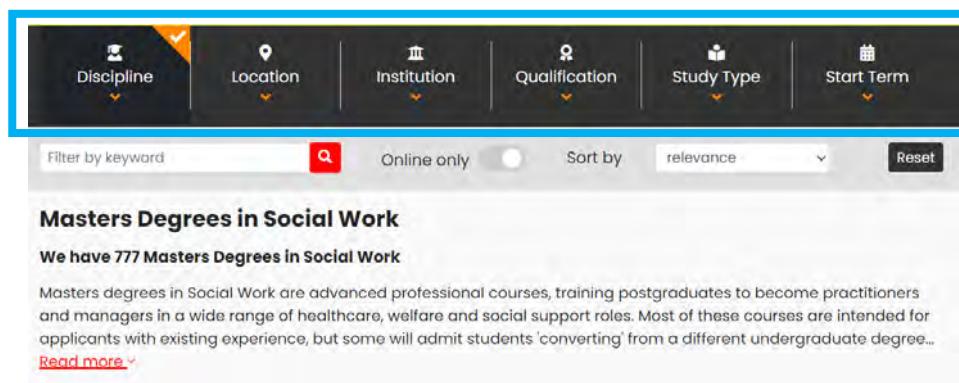 Discipline Location Institution Qualification Study Type Start Term
Filter by keyword Online only Sort by relevance Reset
Masters Degrees in Social Work
We have 777 Masters Degrees in Social Work
Masters degrees in Social Work are advanced professional courses, training postgraduates to become practitioners
and managers in a wide range of healthcare, welfare and social support roles. Most of these courses are intended for
applicants with existing experience, but some will admit students 'converting' from a different undergraduate degree...
Read more